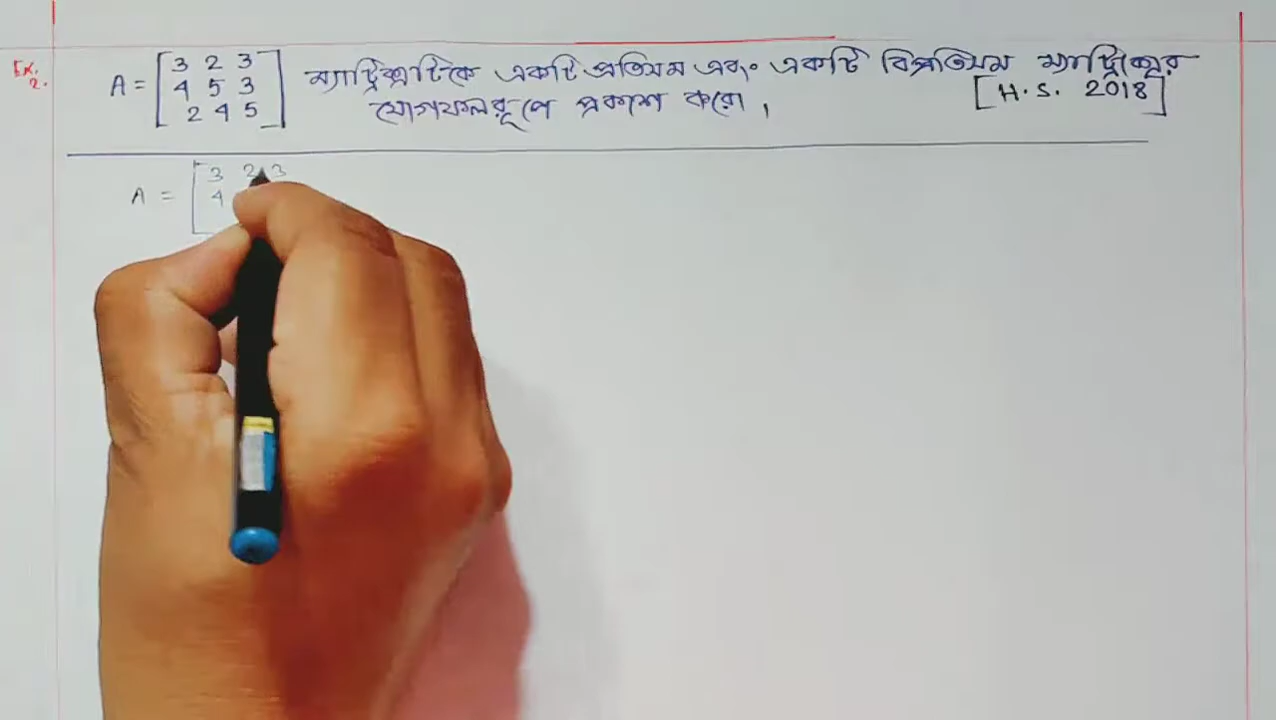 Ex. 2.
A = [3 2 3
4 5 3
2 4 5] ম্যাট্রিক্সটিকে একটি প্রতিসম এবং একটি বিপ্রতিসম ম্যাট্রিক্সের
যোগফলরূপে প্রকাশ করো। [H.S. 2018]
A = [3 2 3
4